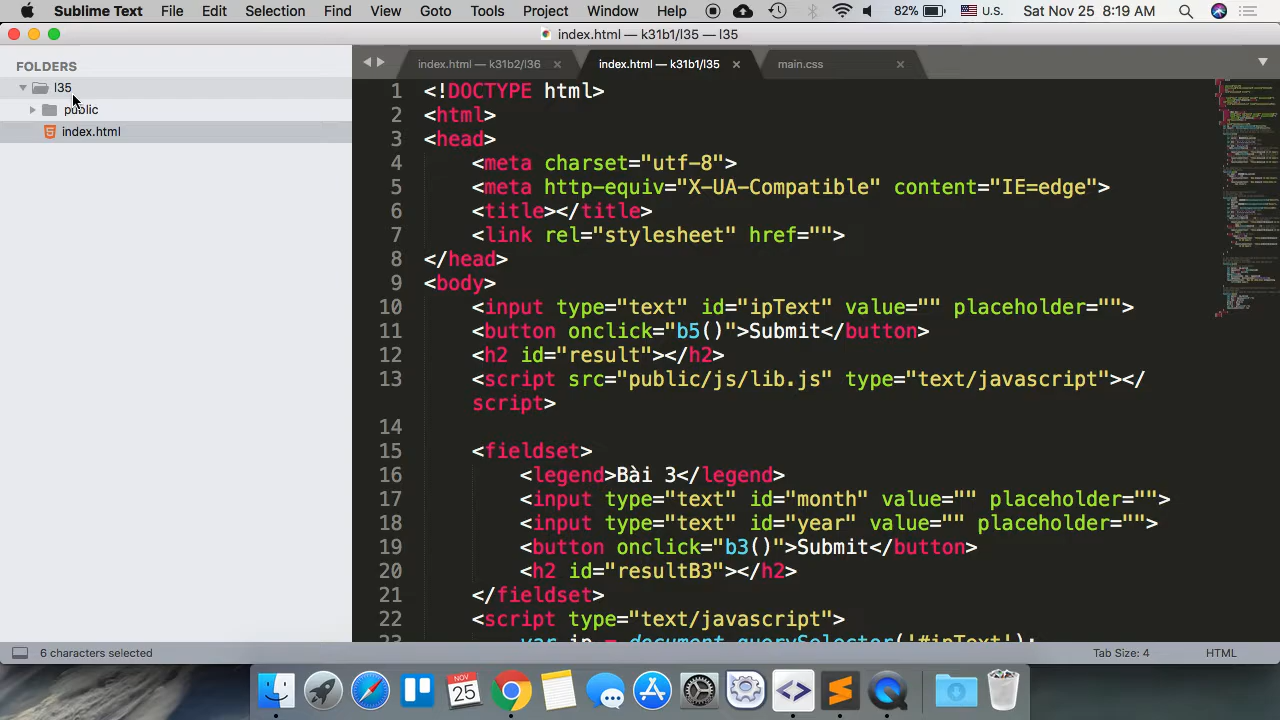 Sublime Text File Edit Selection Find View Goto Tools Project Window Help 82% U.S. Sat Nov 25 8:19 AM
index.html — k31b1/l35 — l35
FOLDERS
l35
public
index.html
index.html — k31b2/l36
index.html — k31b1/l35
main.css
1 <!DOCTYPE html>
2 <html>
3 <head>
4 <meta charset="utf-8">
5 <meta http-equiv="X-UA-Compatible" content="IE=edge">
6 <title></title>
7 <link rel="stylesheet" href="">
8 </head>
9 <body>
10 <input type="text" id="ipText" value="" placeholder="">
11 <button onclick="b5()">Submit</button>
12 <h2 id="result"></h2>
13 <script src="public/js/lib.js" type="text/javascript"></
script>
14
15 <fieldset>
16 <legend>Bài 3</legend>
17 <input type="text" id="month" value="" placeholder="">
18 <input type="text" id="year" value="" placeholder="">
19 <button onclick="b3()">Submit</button>
20 <h2 id="resultB3"></h2>
21 </fieldset>
22 <script type="text/javascript">
23 var ip = document.querySelector('#ipText');
6 characters selected
Tab Size: 4
HTML
NOV
25